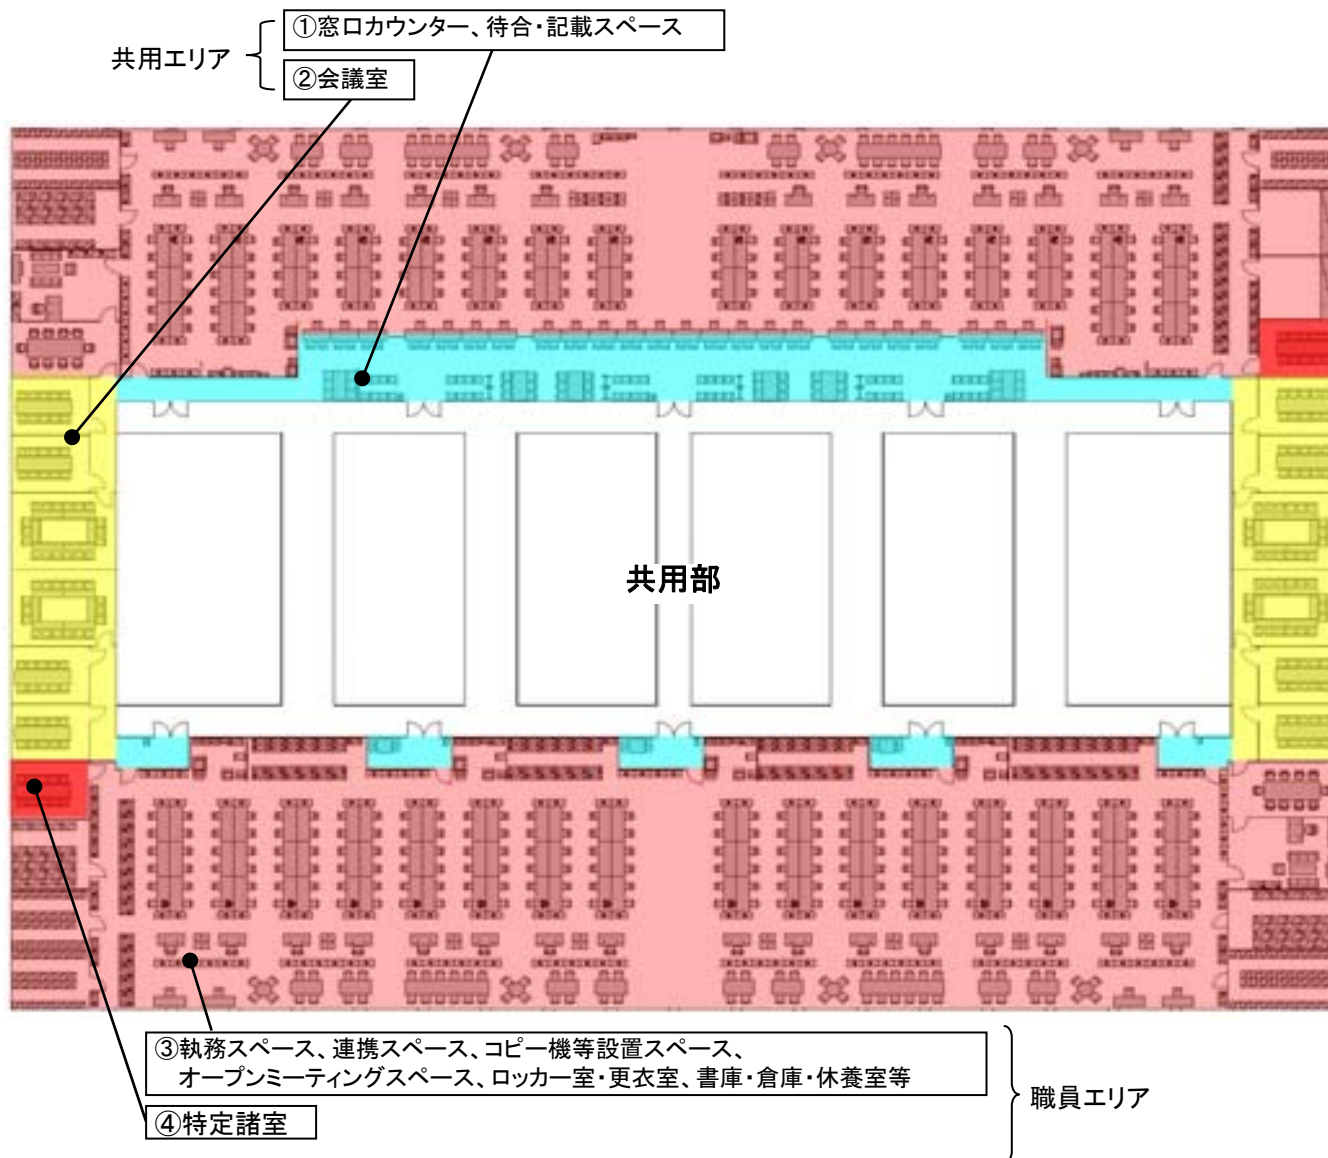 ①窓口カウンター、待合・記載スペース
共用エリア
②会議室
共用部
③執務スペース、連携スペース、コピー機等設置スペース、
オープンミーティングスペース、ロッカー室・更衣室、書庫・倉庫・休養室等
職員エリア
④特定諸室